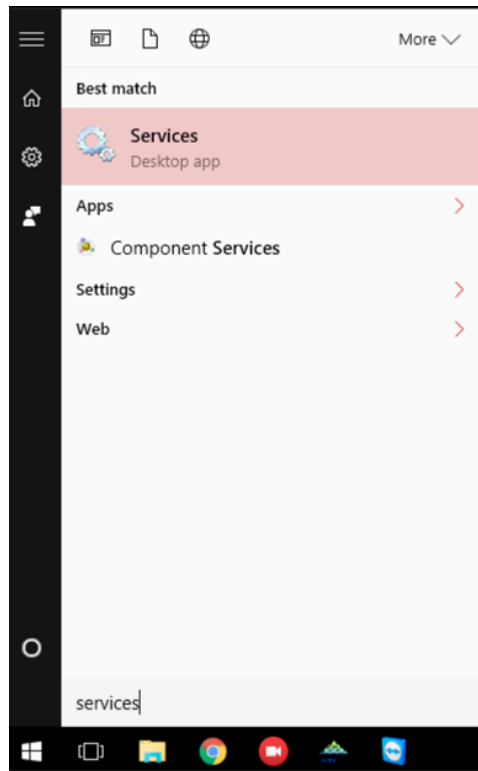 More
Best match
Services
Desktop app
Apps
Component Services
Settings
Web
services